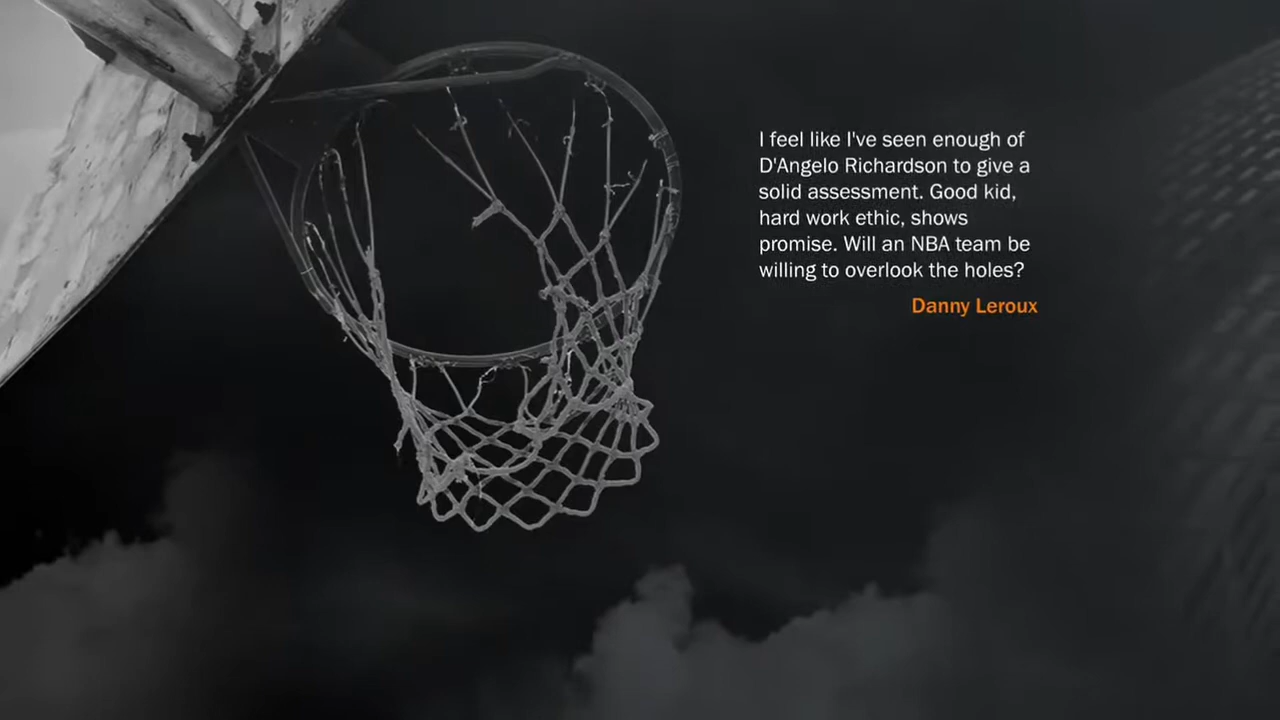 I feel like I've seen enough of
D'Angelo Richardson to give a
solid assessment. Good kid,
hard work ethic, shows
promise. Will an NBA team be
willing to overlook the holes?
Danny Leroux